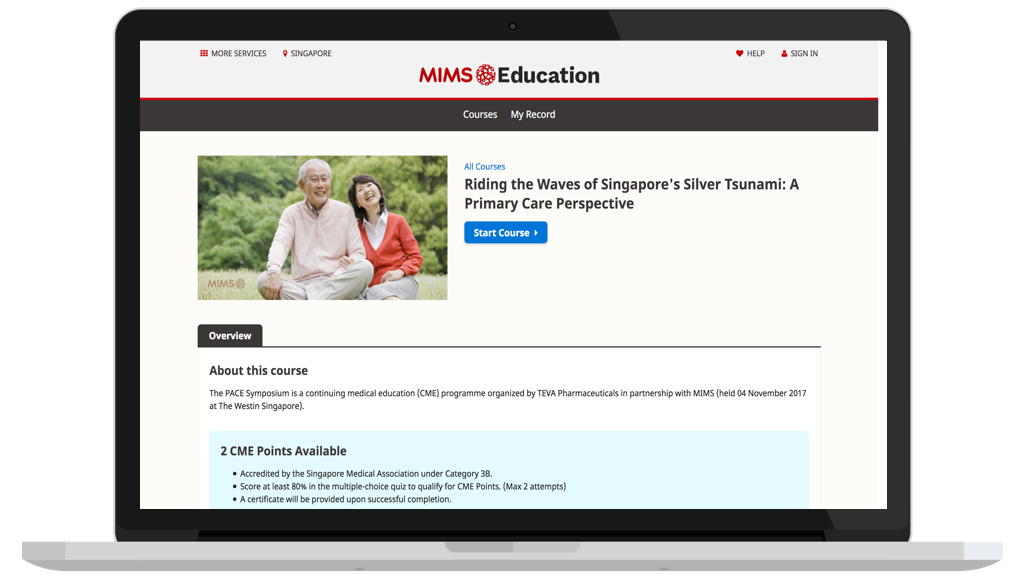 MORE SERVICES SINGAPORE HELP SIGN IN
MIMS Education
Courses My Record
All Courses
Riding the Waves of Singapore's Silver Tsunami: A
Primary Care Perspective
Start Course
MIMS
Overview
About this course
The PACE Symposium is a continuing medical education (CME) programme organized by TEVA Pharmaceuticals in partnership with MIMS (held 04 November 2017
at The Westin Singapore).
2 CME Points Available
• Accredited by the Singapore Medical Association under Category 3B.
• Score at least 80% in the multiple-choice quiz to qualify for CME Points. (Max 2 attempts)
• A certificate will be provided upon successful completion.